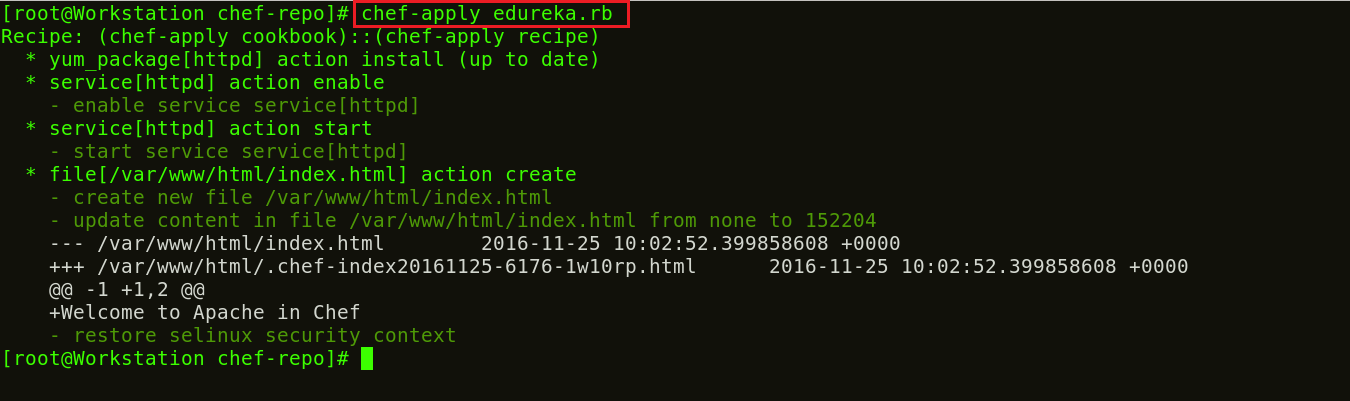 [root@Workstation chef-repo]# chef-apply edureka.rb
Recipe: (chef-apply cookbook)::(chef-apply recipe)
  * yum_package[httpd] action install (up to date)
  * service[httpd] action enable
    - enable service service[httpd]
  * service[httpd] action start
    - start service service[httpd]
  * file[/var/www/html/index.html] action create
    - create new file /var/www/html/index.html
    - update content in file /var/www/html/index.html from none to 152204
    --- /var/www/html/index.html        2016-11-25 10:02:52.399858608 +0000
    +++ /var/www/html/.chef-index20161125-6176-1w10rp.html      2016-11-25 10:02:52.399858608 +0000
    @@ -1 +1,2 @@
    +Welcome to Apache in Chef
    - restore selinux security context
[root@Workstation chef-repo]#